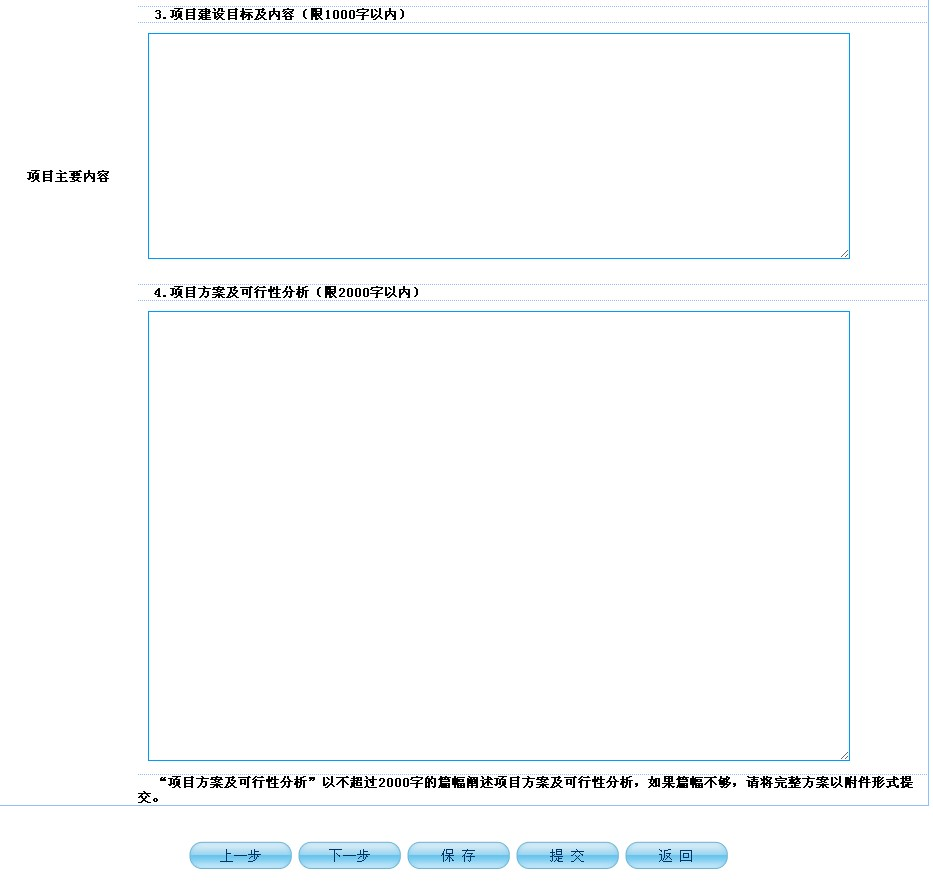 3.项目建设目标及内容（限1000字以内）
项目主要内容
4.项目方案及可行性分析（限2000字以内）
“项目方案及可行性分析”以不超过2000字的篇幅阐述项目方案及可行性分析，如果篇幅不够，请将完整方案以附件形式提
交。
上一步 下一步 保 存 提 交 返 回